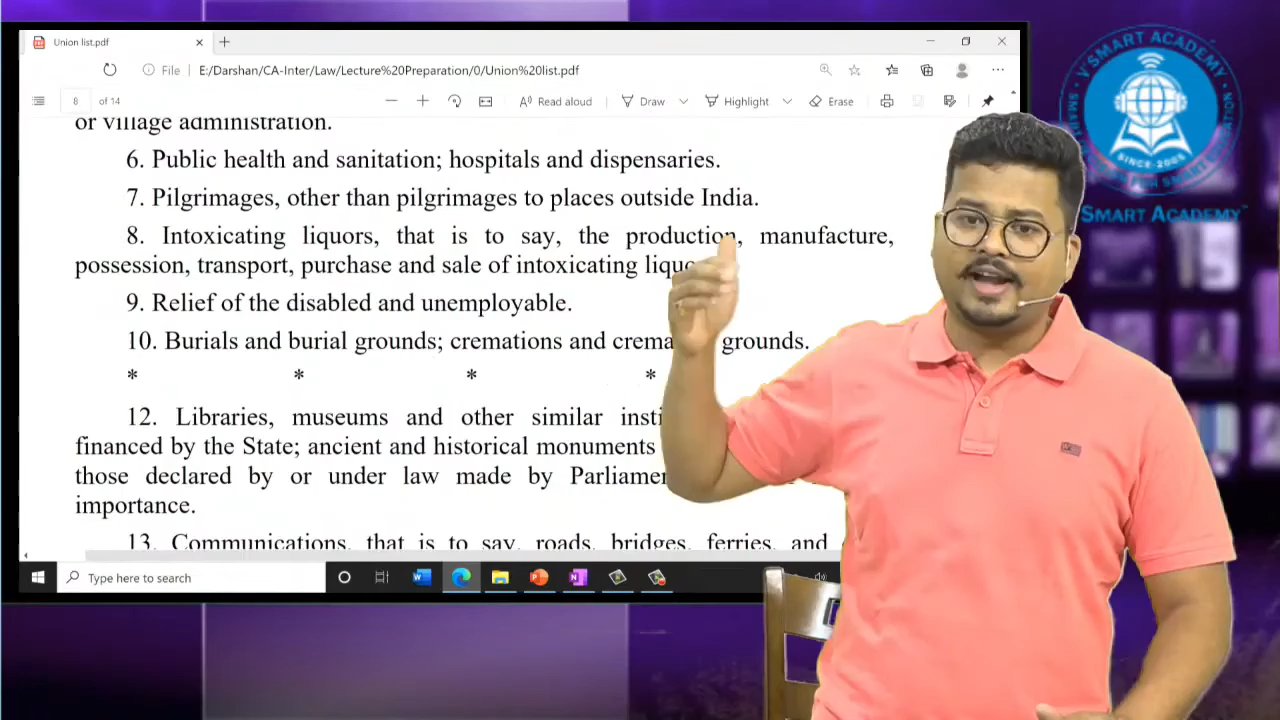 Union list.pdf
File
E:/Darshan/CA-Inter/Law/Lecture%20Preparation/0/Union%20list.pdf
8 of 14
Read aloud
Draw
Highlight
Erase
or village administration.
6. Public health and sanitation; hospitals and dispensaries.
7. Pilgrimages, other than pilgrimages to places outside India.
8. Intoxicating liquors, that is to say, the production, manufacture,
possession, transport, purchase and sale of intoxicating
9. Relief of the disabled and unemployable.
10. Burials and burial grounds; cremations and grounds.
* * * *
12. Libraries, museums and other similar
financed by the State; ancient and historical monuments
those declared by or under law made by
importance.
13. Communications, that is to say, roads, bridges, ferries, and
Type here to search
V'SMART ACADEMY
SINCE-2005
SMART ACADEMY